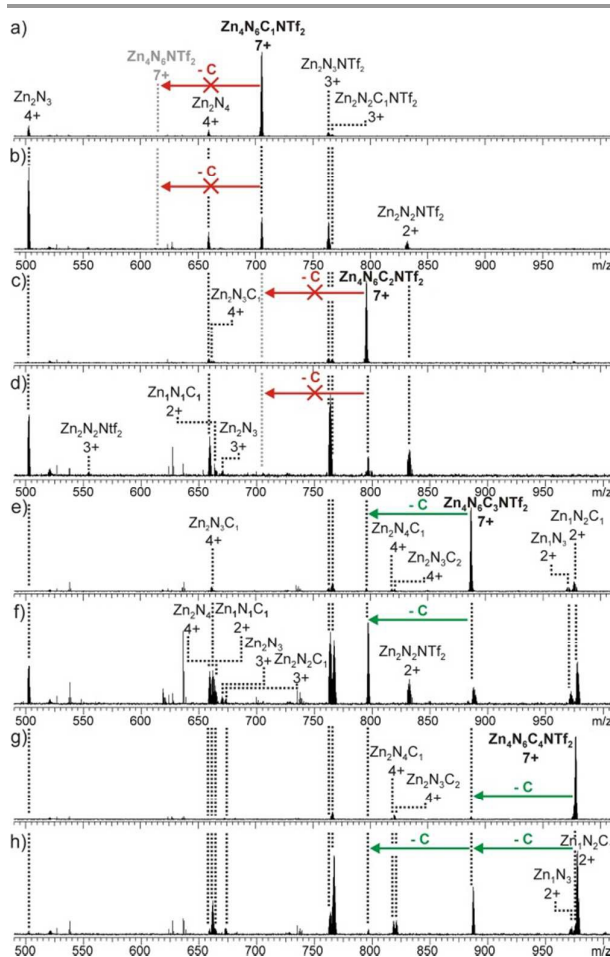 a)
Zn4N6C1NTf2
7+
Zn4N6NTf2
7+
- C
Zn2N3
4+
Zn2N4
4+
Zn2N3NTf2
3+
Zn2N2C1NTf2
3+
b)
- C
Zn2N2NTf2
2+
500 550 600 650 700 750 800 850 900 950 m/z
c)
- C
Zn4N6C2NTf2
7+
Zn2N3C1
4+
d)
- C
Zn1N1C1
2+
Zn2N2Ntf2
3+
Zn2N3
3+
500 550 600 650 700 750 800 850 900 950 m/z
e)
- C
Zn4N6C3NTf2
7+
Zn2N3C1
4+
Zn2N4C1
4+
Zn2N3C2
4+
Zn1N2C1
2+
Zn1N3
2+
f)
- C
Zn2N4
4+
Zn1N1C1
2+
Zn2N3
3+
Zn2N2C1
3+
Zn2N2NTf2
2+
500 550 600 650 700 750 800 850 900 950 m/z
g)
Zn4N6C4NTf2
7+
Zn2N4C1
4+
Zn2N3C2
4+
- C
h)
- C - C
Zn1N2C
2+
Zn1N3
2+
500 550 600 650 700 750 800 850 900 950 m/z